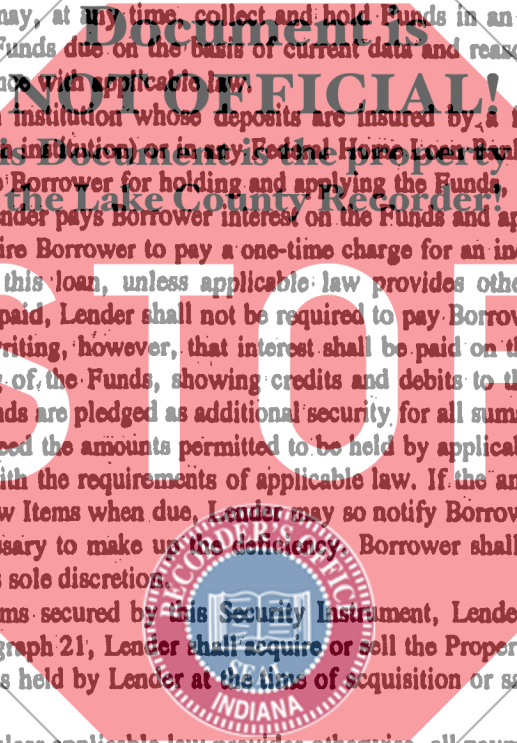 may, at any time, collect and hold Funds in an
Document is
Funds due on the basis of current data and reaso
nce with applicable law.
NOT OFFICIAL!
institution whose deposits are insured by a f
is Document is the property
institution) or in any Federal Home Loan
Borrower for holding and applying the Funds,
the Lake County Recorder!
nder pays Borrower interest on the Funds and ap
ire Borrower to pay a one-time charge for an in
this loan, unless applicable law provides othe
STOP
paid, Lender shall not be required to pay Borrow
riting, however, that interest shall be paid on th
of the Funds, showing credits and debits to th
nds are pledged as additional security for all sums
eed the amounts permitted to be held by applicab
ith the requirements of applicable law. If the am
w Items when due, Lender may so notify Borrow
ssary to make up the deficiency. Borrower shall
s sole discretion.
RECORDER'S OFFICE
ms secured by this Security Instrument, Lende
graph 21, Lender shall acquire or sell the Proper
SEAL
s held by Lender at the time of acquisition or sa
INDIANA